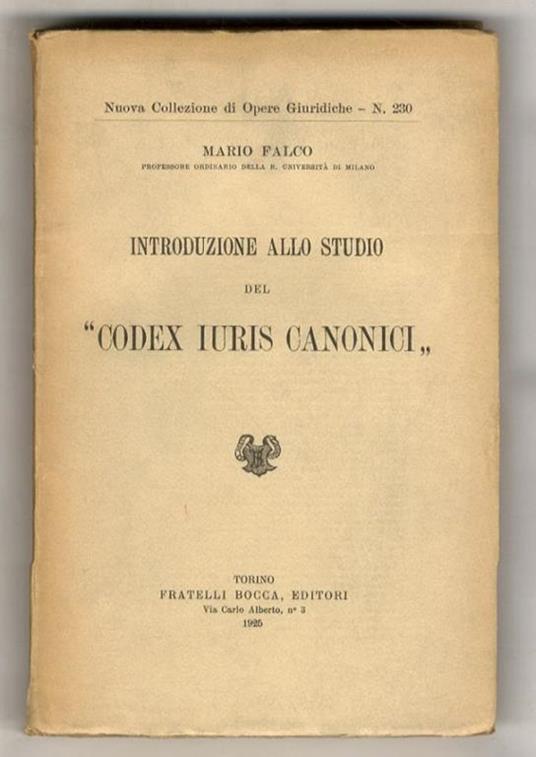 Nuova Collezione di Opere Giuridiche - N. 230
MARIO FALCO
PROFESSORE ORDINARIO DELLA R. UNIVERSITÀ DI MILANO
INTRODUZIONE ALLO STUDIO
DEL
“CODEX IURIS CANONICI„
TORINO
FRATELLI BOCCA, EDITORI
Via Carlo Alberto, n° 3
1925